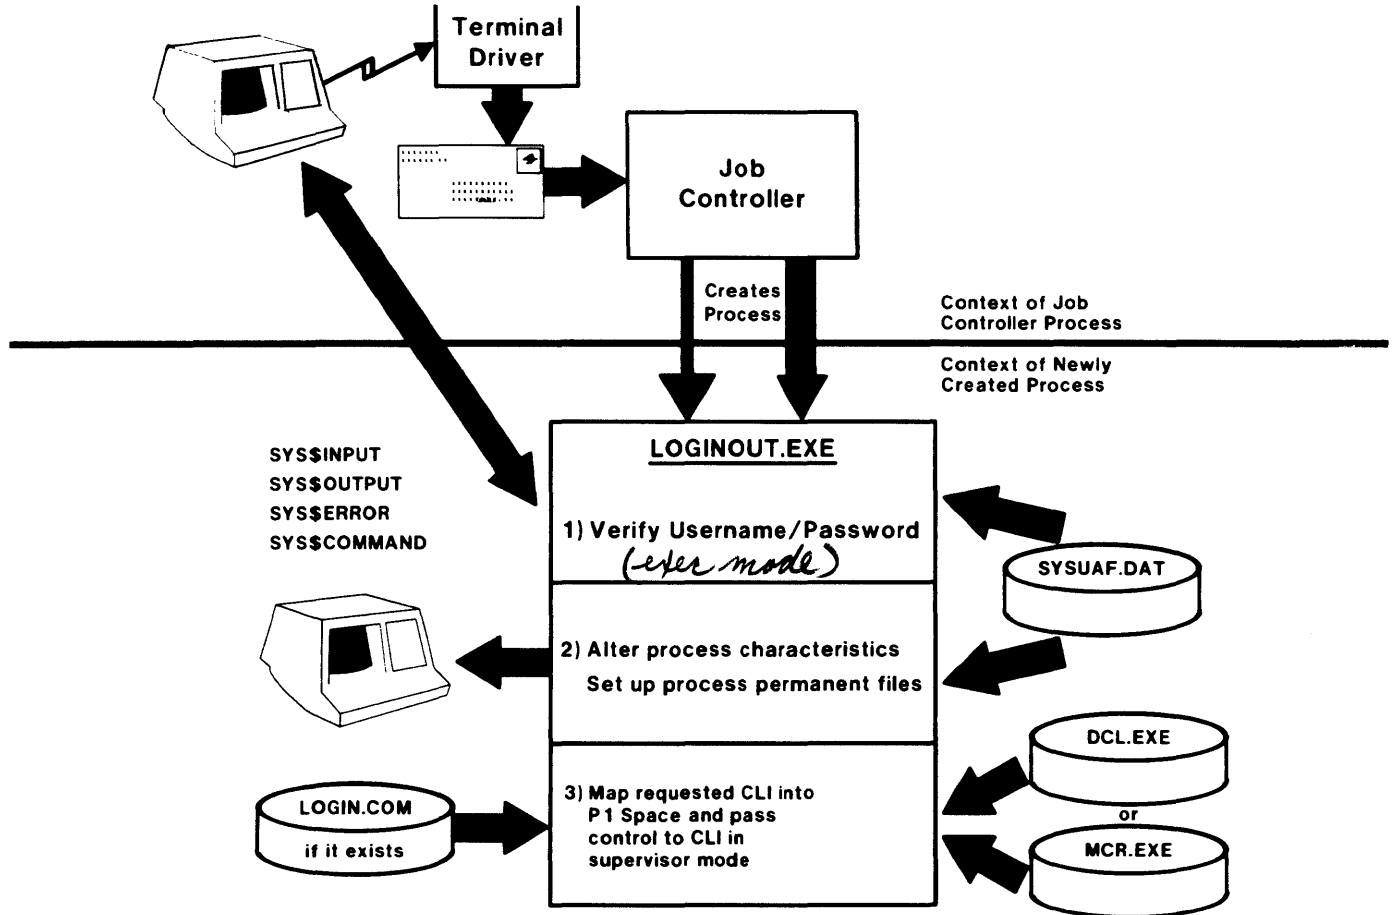 Terminal
Driver
Job
Controller
Creates
Process
Context of Job
Controller Process
Context of Newly
Created Process
LOGINOUT.EXE
SYS$INPUT
SYS$OUTPUT
SYS$ERROR
SYS$COMMAND
1) Verify Username/Password
(exec mode)
SYSUAF.DAT
2) Alter process characteristics
Set up process permanent files
DCL.EXE
or
MCR.EXE
LOGIN.COM
if it exists
3) Map requested CLI into
P1 Space and pass
control to CLI in
supervisor mode